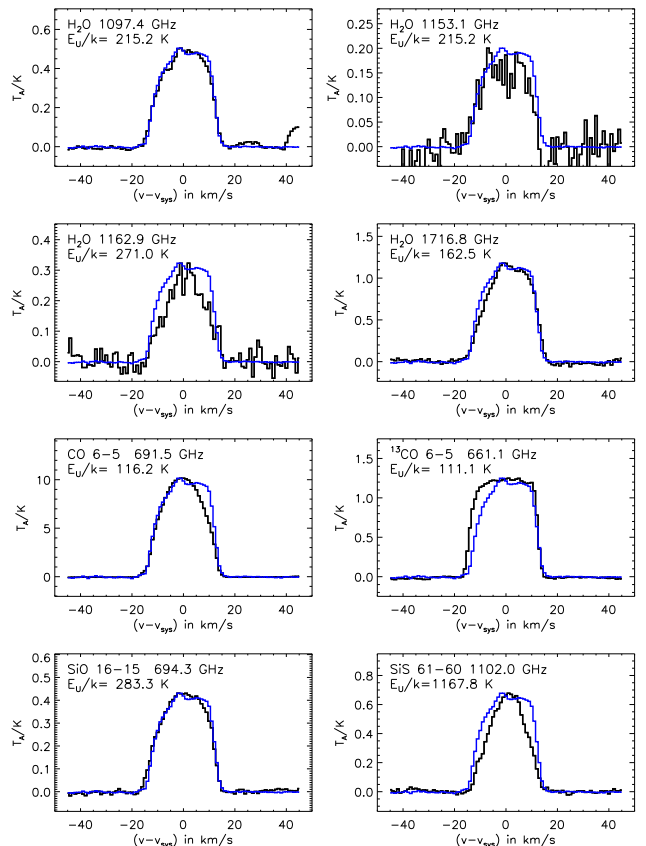 H2O 1097.4 GHz
EU/k= 215.2 K
TA/K
0.6
0.4
0.2
0.0
−40 −20 0 20 40
(v−vsys) in km/s
H2O 1153.1 GHz
EU/k= 215.2 K
TA/K
0.25
0.20
0.15
0.10
0.05
0.00
−40 −20 0 20 40
(v−vsys) in km/s
H2O 1162.9 GHz
EU/k= 271.0 K
TA/K
0.4
0.3
0.2
0.1
0.0
−40 −20 0 20 40
(v−vsys) in km/s
H2O 1716.8 GHz
EU/k= 162.5 K
TA/K
1.5
1.0
0.5
0.0
−40 −20 0 20 40
(v−vsys) in km/s
CO 6−5 691.5 GHz
EU/k= 116.2 K
TA/K
10
5
0
−40 −20 0 20 40
(v−vsys) in km/s
13CO 6−5 661.1 GHz
EU/k= 111.1 K
TA/K
1.5
1.0
0.5
0.0
−40 −20 0 20 40
(v−vsys) in km/s
SiO 16−15 694.3 GHz
EU/k= 283.3 K
TA/K
0.6
0.5
0.4
0.3
0.2
0.1
0.0
−40 −20 0 20 40
(v−vsys) in km/s
SiS 61−60 1102.0 GHz
EU/k=1167.8 K
TA/K
0.8
0.6
0.4
0.2
0.0
−40 −20 0 20 40
(v−vsys) in km/s